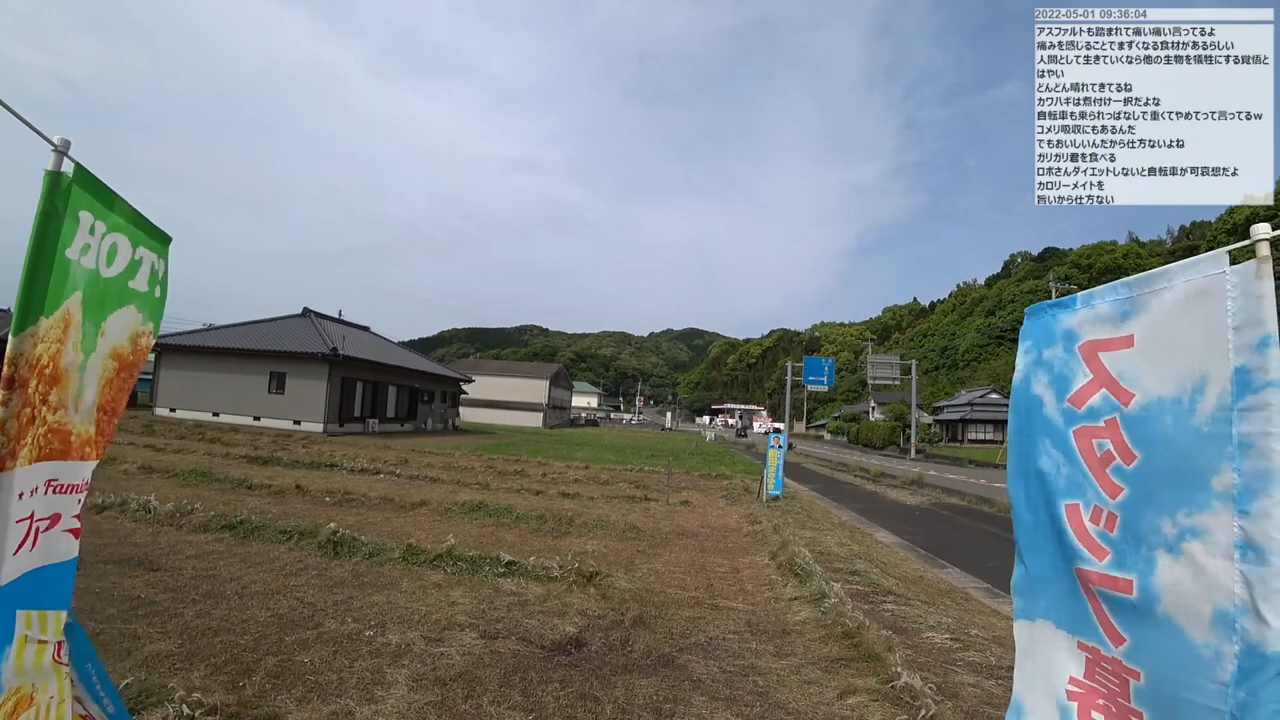 2022-05-01 09:36:04
アスファルトも踏まれて痛い痛い言ってるよ
痛みを感じることでまずくなる食材があるらしい
人間として生きていくなら他の生物を犠牲にする覚悟と
はやい
どんどん晴れてきてるね
カワハギは煮付け一択だよな
自転車も乗られっぱなしで重くてやめてって言ってるw
コメリ吸収にもあるんだ
でもおいしいんだから仕方ないよね
ガリガリ君を食べる
ロボさんダイエットしないと自転車が可哀想だよ
カロリーメイトを
旨いから仕方ない
HOT!
Fami
ファミ
スタッフ募